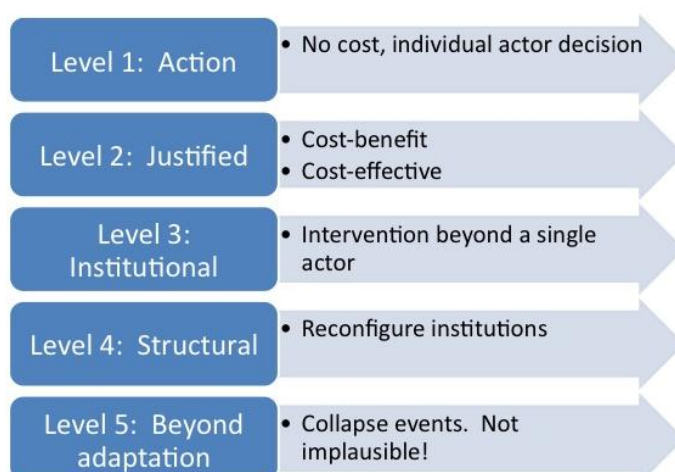 Level 1: Action
• No cost, individual actor decision
Level 2: Justified
• Cost-benefit
• Cost-effective
Level 3:
Institutional
• Intervention beyond a single
actor
Level 4: Structural
• Reconfigure institutions
Level 5: Beyond
adaptation
• Collapse events. Not
implausible!